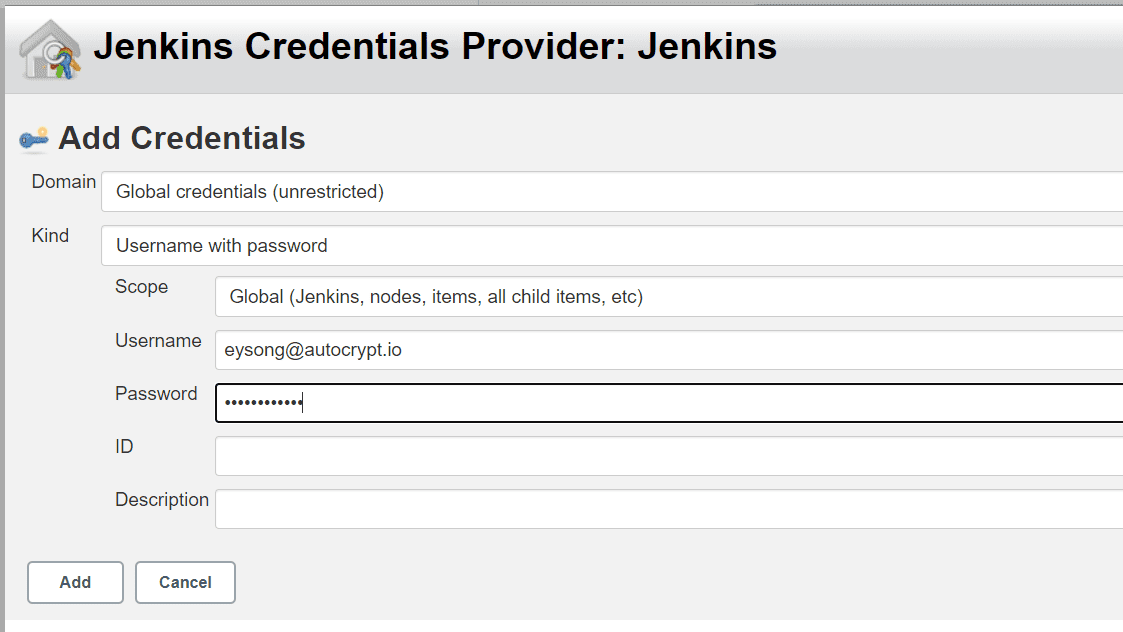 Jenkins Credentials Provider: Jenkins
Add Credentials
Domain Global credentials (unrestricted)
Kind Username with password
Scope Global (Jenkins, nodes, items, all child items, etc)
Username eysong@autocrypt.io
Password ••••••••••••
ID
Description
Add Cancel